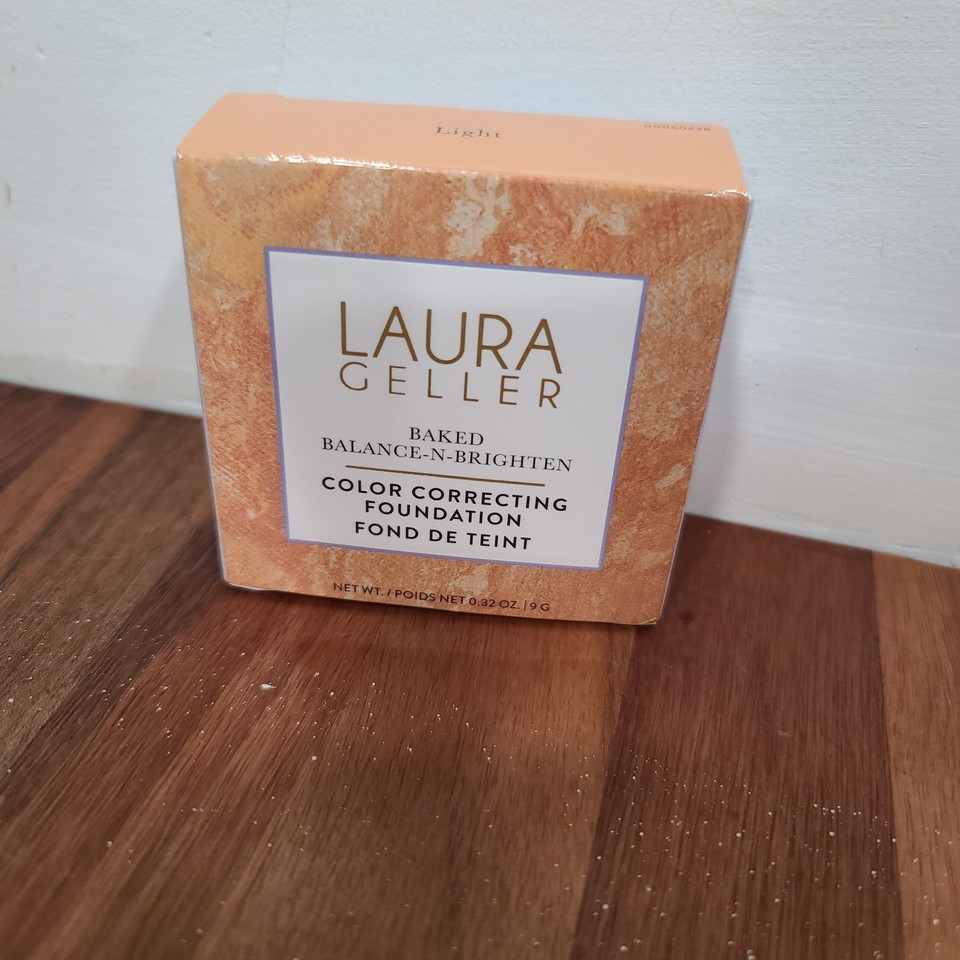 Light
LAURA
GELLER
BAKED
BALANCE-N-BRIGHTEN
COLOR CORRECTING
FOUNDATION
FOND DE TEINT
NET WT. / POIDS NET 0.32 OZ. | 9 G